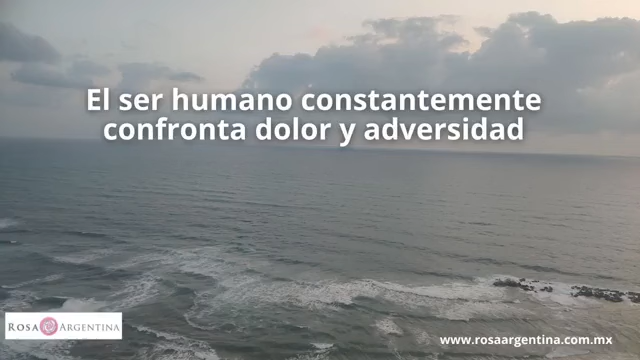 El ser humano constantemente
confronta dolor y adversidad
ROSA ARGENTINA
www.rosaargentina.com.mx